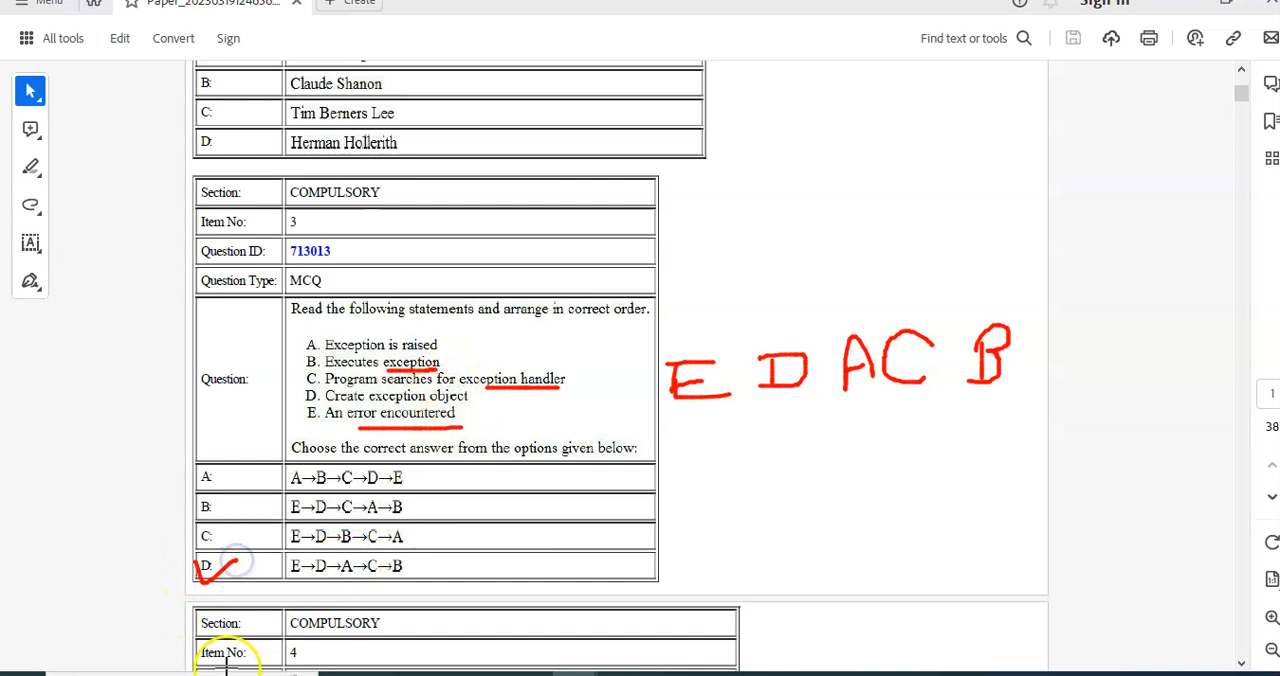 Menu Paper_20230319124656... Create Sign in
All tools Edit Convert Sign Find text or tools
B: Claude Shanon
C: Tim Berners Lee
D: Herman Hollerith
Section: COMPULSORY
Item No: 3
Question ID: 713013
Question Type: MCQ
Question: Read the following statements and arrange in correct order.
A. Exception is raised
B. Executes exception
C. Program searches for exception handler
D. Create exception object
E. An error encountered
Choose the correct answer from the options given below:
E D A C B
A: A→B→C→D→E
B: E→D→C→A→B
C: E→D→B→C→A
D: E→D→A→C→B
Section: COMPULSORY
Item No: 4
1
38